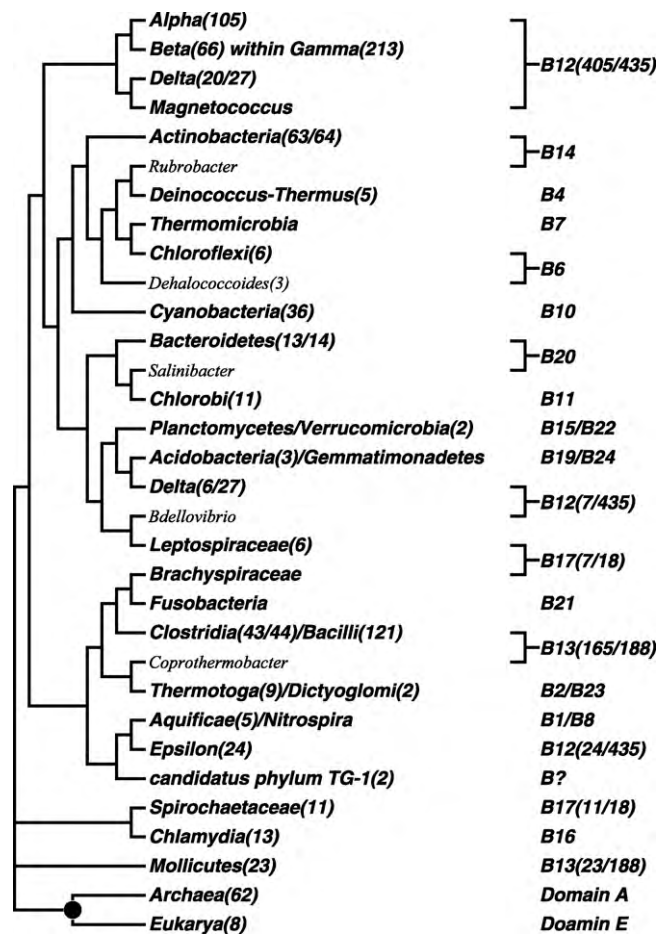 Alpha(105)
Beta(66) within Gamma(213)
B12(405/435)
Delta(20/27)
Magnetococcus
Actinobacteria(63/64)
B14
Rubrobacter
Deinococcus-Thermus(5) B4
Thermomicrobia B7
Chloroflexi(6)
B6
Dehalococcoides(3)
Cyanobacteria(36) B10
Bacteroidetes(13/14)
B20
Salinibacter
Chlorobi(11) B11
Planctomycetes/Verrucomicrobia(2) B15/B22
Acidobacteria(3)/Gemmatimonadetes B19/B24
Delta(6/27)
B12(7/435)
Bdellovibrio
Leptospiraceae(6)
B17(7/18)
Brachyspiraceae
Fusobacteria B21
Clostridia(43/44)/Bacilli(121)
B13(165/188)
Coprothermobacter
Thermotoga(9)/Dictyoglomi(2) B2/B23
Aquificae(5)/Nitrospira B1/B8
Epsilon(24) B12(24/435)
candidatus phylum TG-1(2) B?
Spirochaetaceae(11) B17(11/18)
Chlamydia(13) B16
Mollicutes(23) B13(23/188)
Archaea(62) Domain A
Eukarya(8) Doamin E